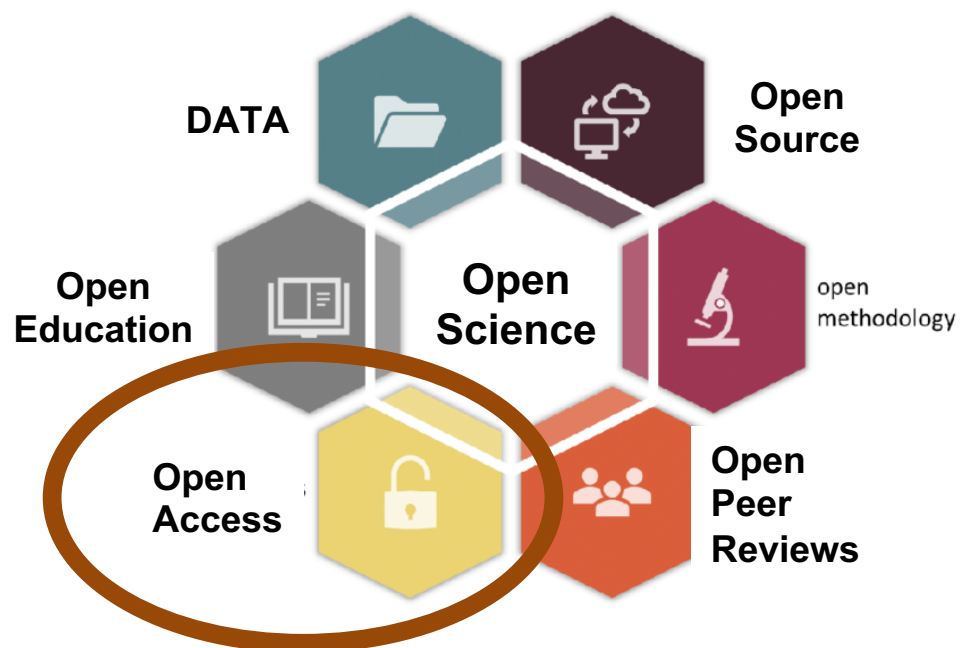 DATA
Open
Source
Open
Education
Open
Science
open
methodology
Open
Access
Open
Peer
Reviews